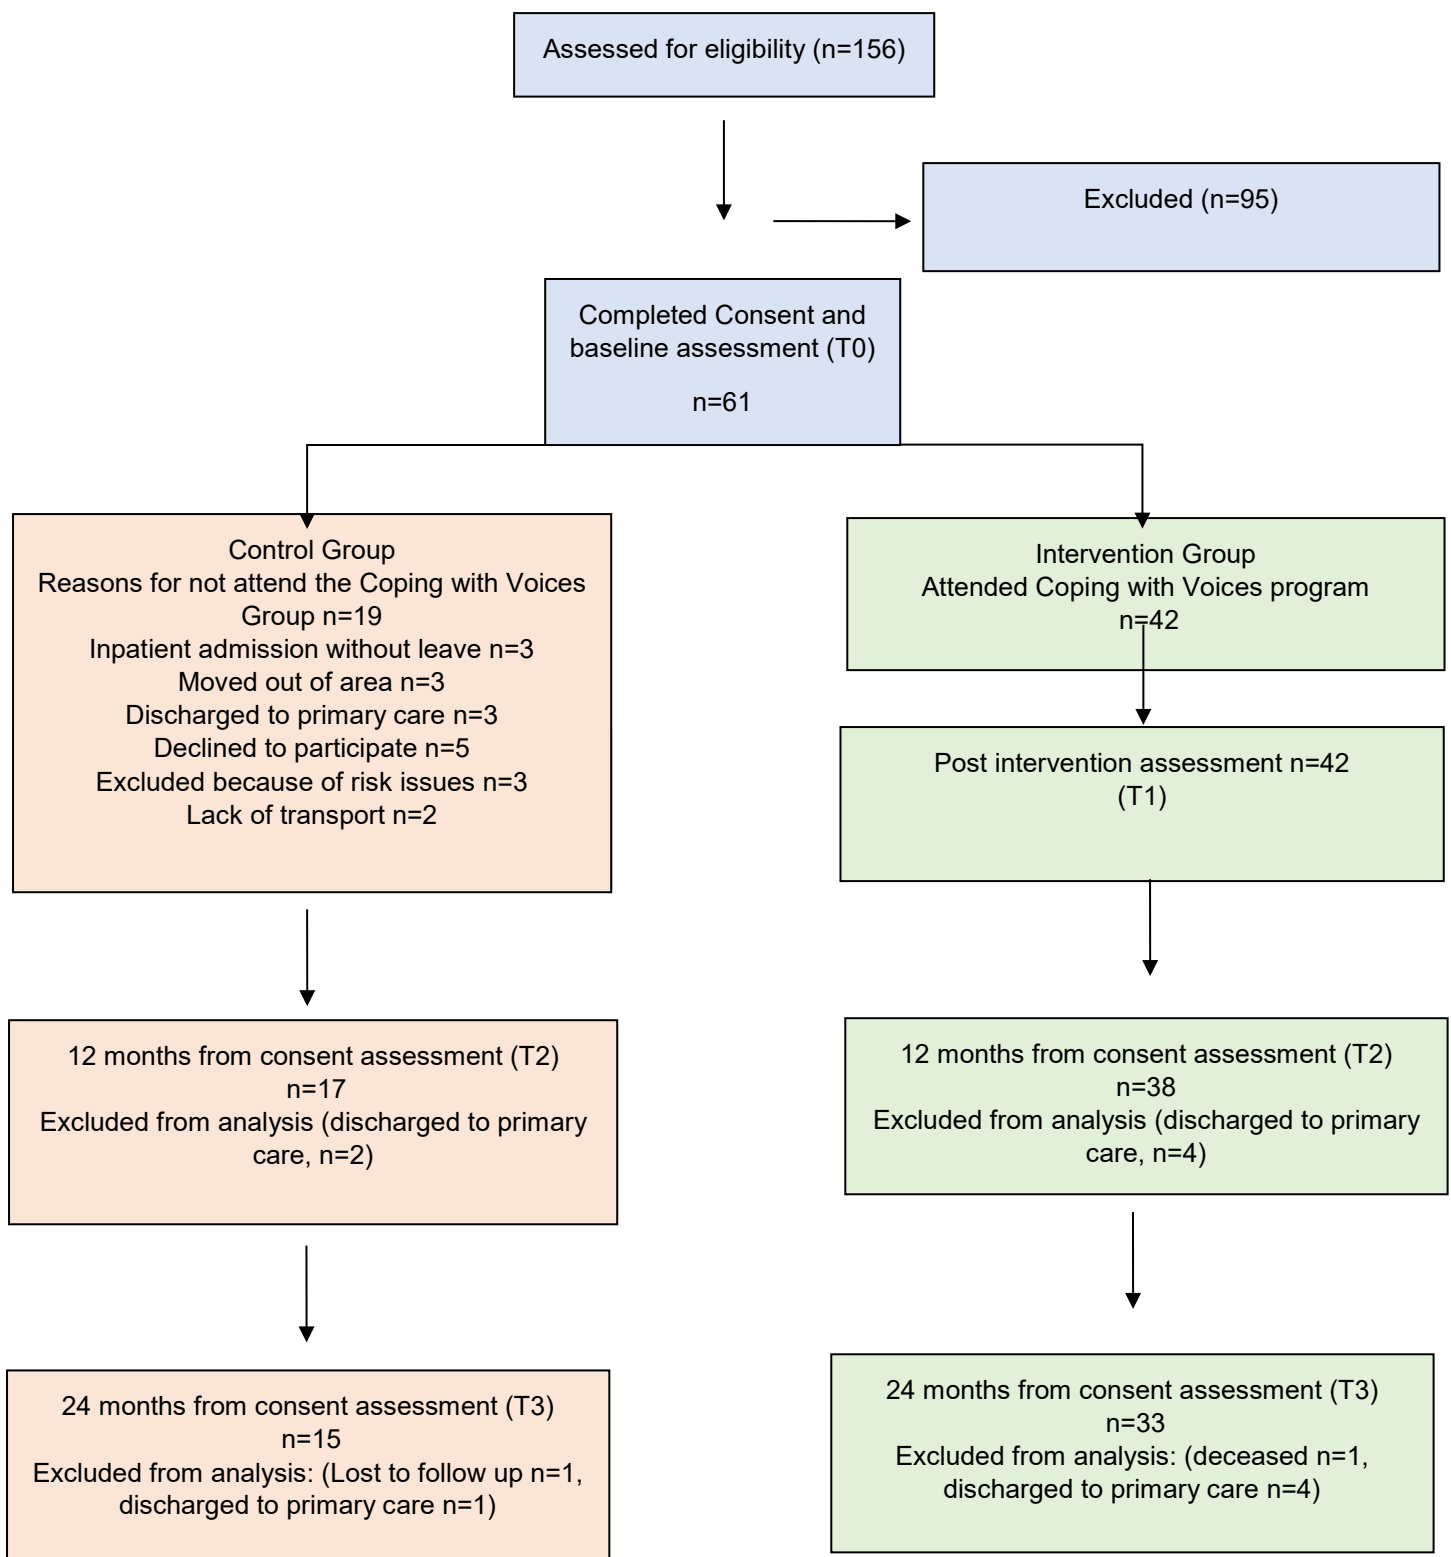 Assessed for eligibility (n=156)
Excluded (n=95)
Completed Consent and
baseline assessment (T0)
n=61
Control Group
Reasons for not attend the Coping with Voices
Group n=19
Inpatient admission without leave n=3
Moved out of area n=3
Discharged to primary care n=3
Declined to participate n=5
Excluded because of risk issues n=3
Lack of transport n=2
Intervention Group
Attended Coping with Voices program
n=42
Post intervention assessment n=42
(T1)
12 months from consent assessment (T2)
n=17
Excluded from analysis (discharged to primary
care, n=2)
12 months from consent assessment (T2)
n=38
Excluded from analysis (discharged to primary
care, n=4)
24 months from consent assessment (T3)
n=15
Excluded from analysis: (Lost to follow up n=1,
discharged to primary care n=1)
24 months from consent assessment (T3)
n=33
Excluded from analysis: (deceased n=1,
discharged to primary care n=4)